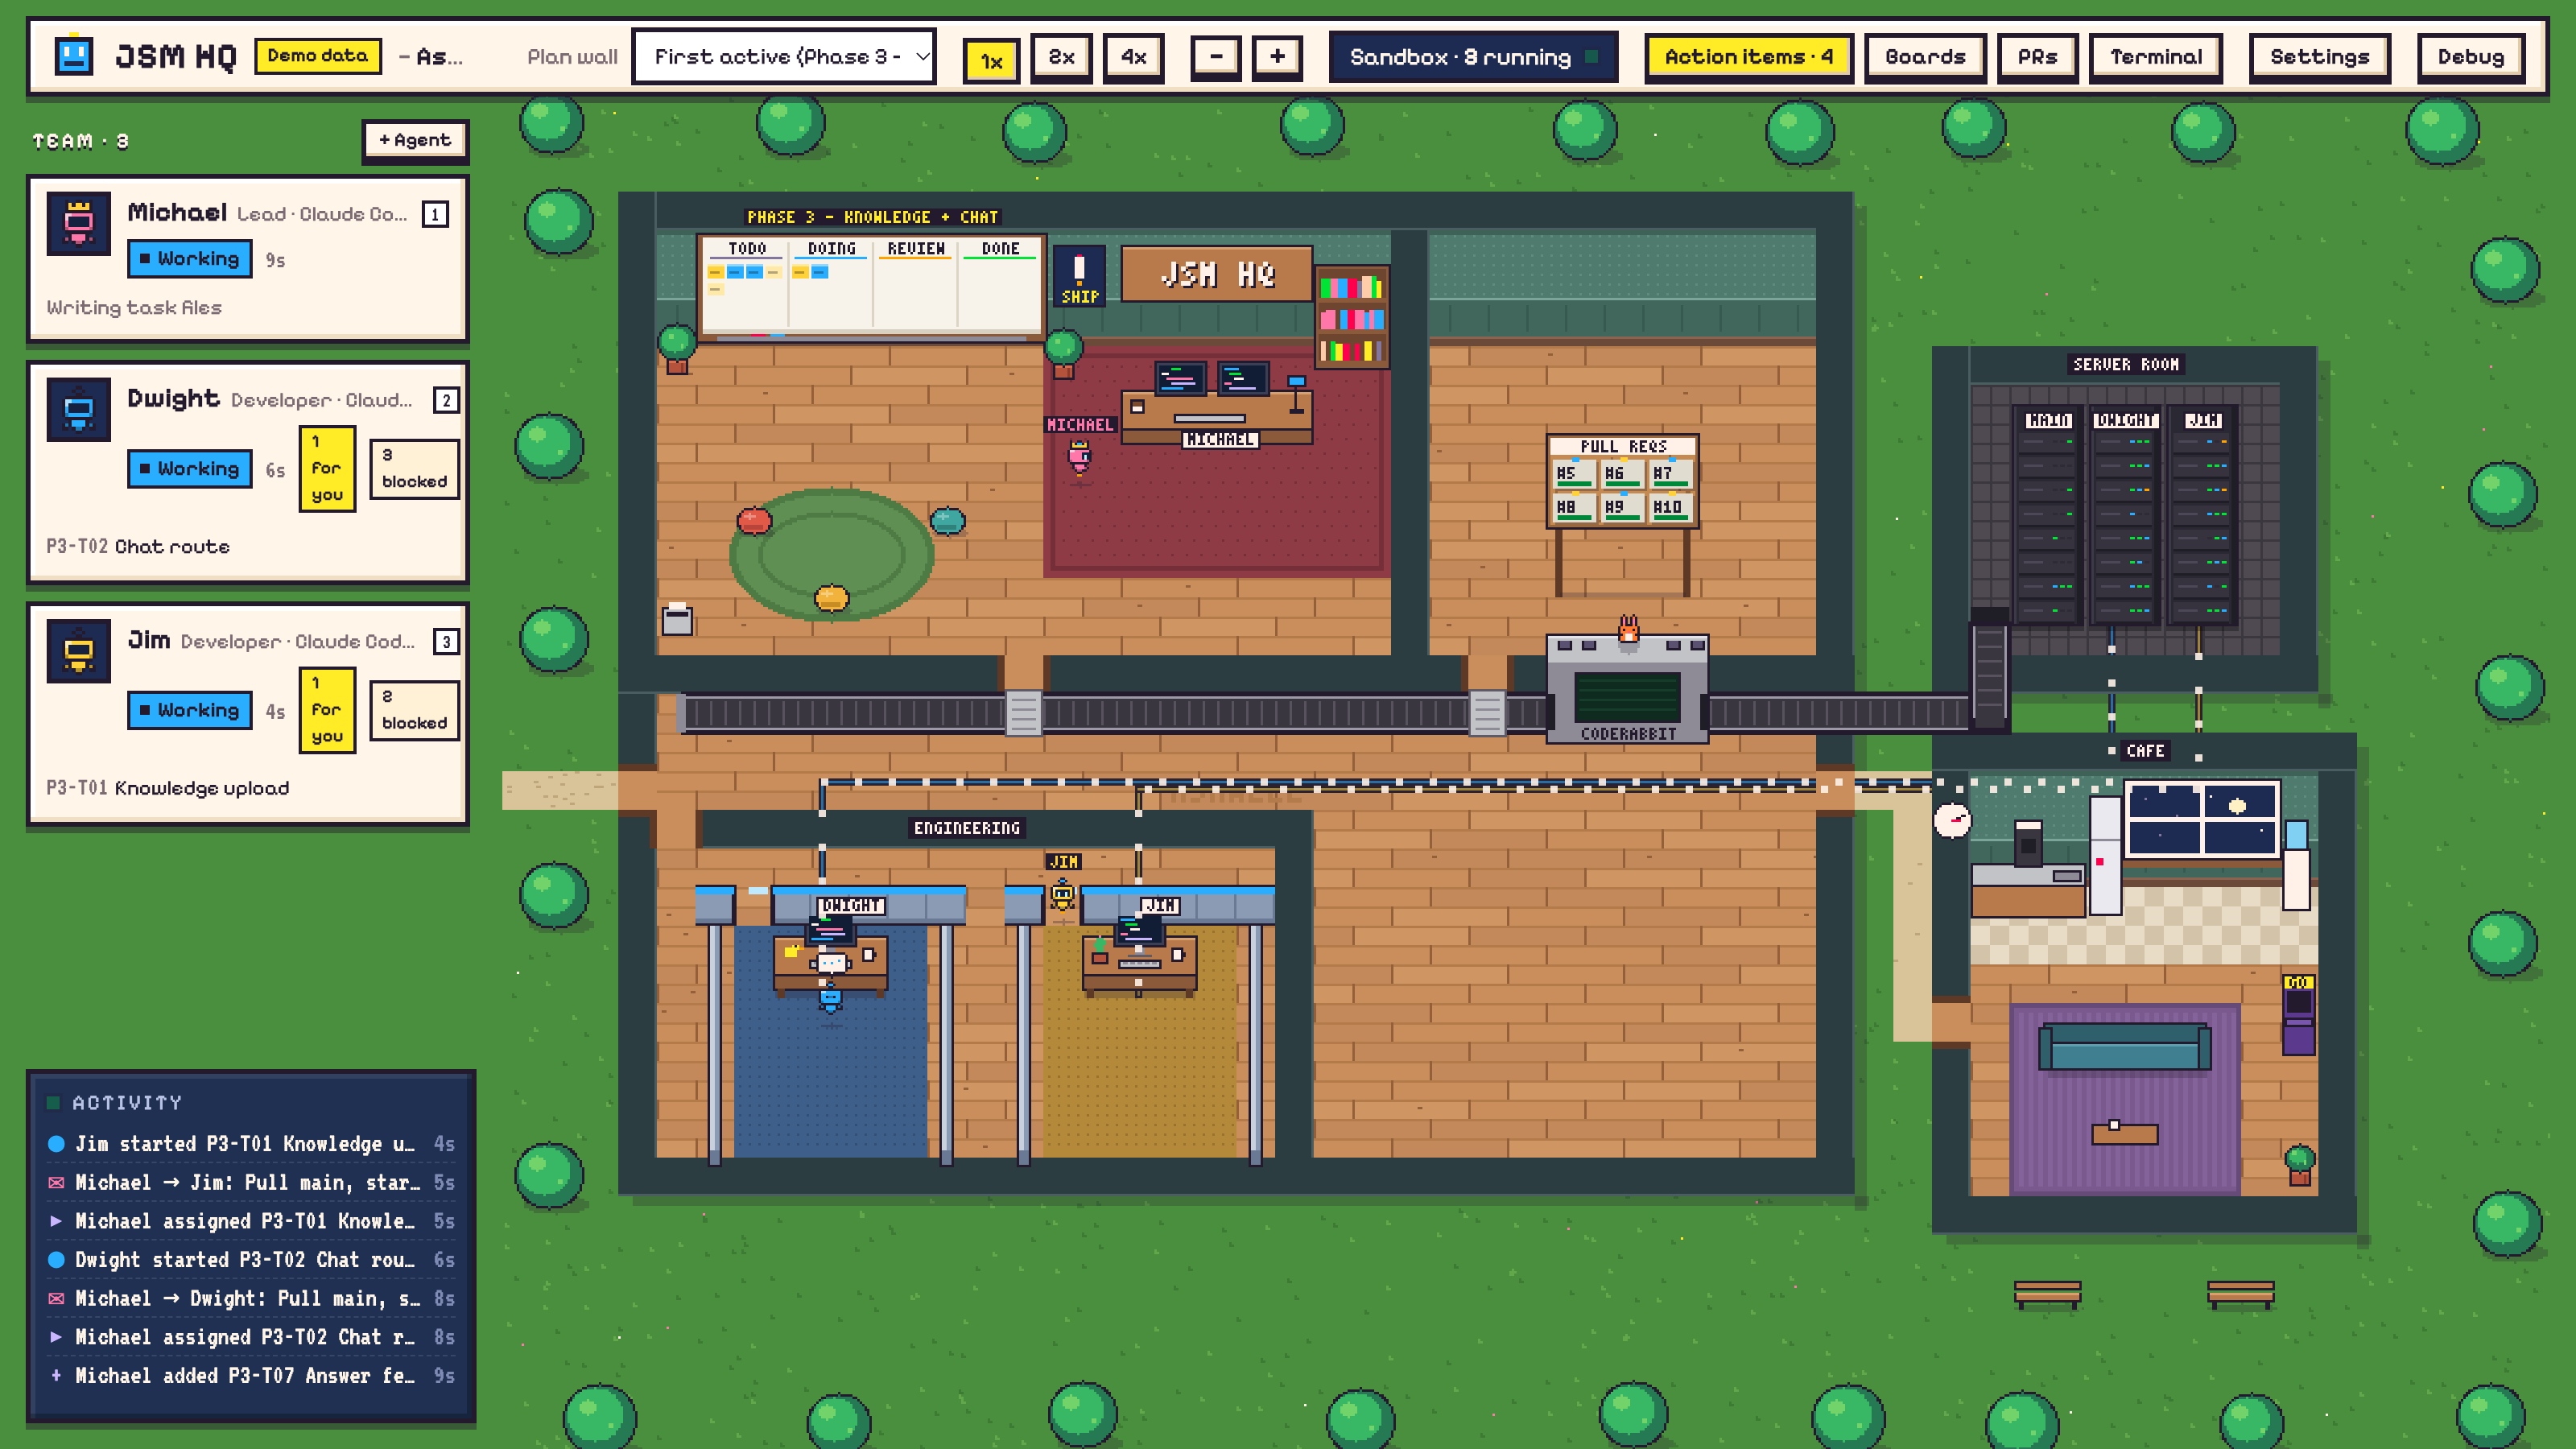 JSM HQ
Demo data
- As...
Plan wall
First active (Phase 3 -
1x
2x
4x
-
+
Sandbox · 9 running
Action items · 4
Boards
PRs
Terminal
Settings
Debug
TEAM · 3
+ Agent
Michael Lead · Claude Co... 1
Working 9s
Writing task files
Dwight Developer · Claud... 2
Working 6s
1 for you
3 blocked
P3-T02 Chat route
Jim Developer · Claude Cod... 3
Working 4s
1 for you
2 blocked
P3-T01 Knowledge upload
ACTIVITY
Jim started P3-T01 Knowledge u... 4s
Michael → Jim: Pull main, star... 5s
Michael assigned P3-T01 Knowle... 5s
Dwight started P3-T02 Chat rou... 6s
Michael → Dwight: Pull main, s... 8s
Michael assigned P3-T02 Chat r... 8s
Michael added P3-T07 Answer fe... 9s
PHASE 3 - KNOWLEDGE + CHAT
TODO DOING REVIEW DONE
SHIP
JSM HQ
MICHAEL
MICHAEL
PULL REQS
#5 #6 #7
#8 #9 #10
CODERABBIT
SERVER ROOM
MAIN DWIGHT JIM
CAFE
GO
ENGINEERING
JIM
DWIGHT
JIM